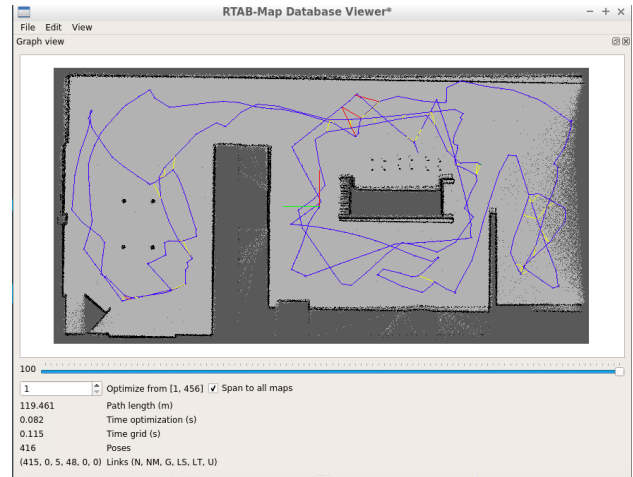 RTAB-Map Database Viewer*
File Edit View
Graph view
100
1 Optimize from [1, 456] Span to all maps
119.461 Path length (m)
0.082 Time optimization (s)
0.115 Time grid (s)
416 Poses
(415, 0, 5, 48, 0, 0) Links (N, NM, G, LS, LT, U)